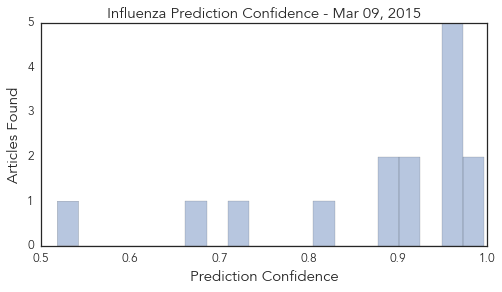 Influenza Prediction Confidence - Mar 09, 2015
Articles Found
5
4
3
2
1
0
0.5 0.6 0.7 0.8 0.9 1.0
Prediction Confidence